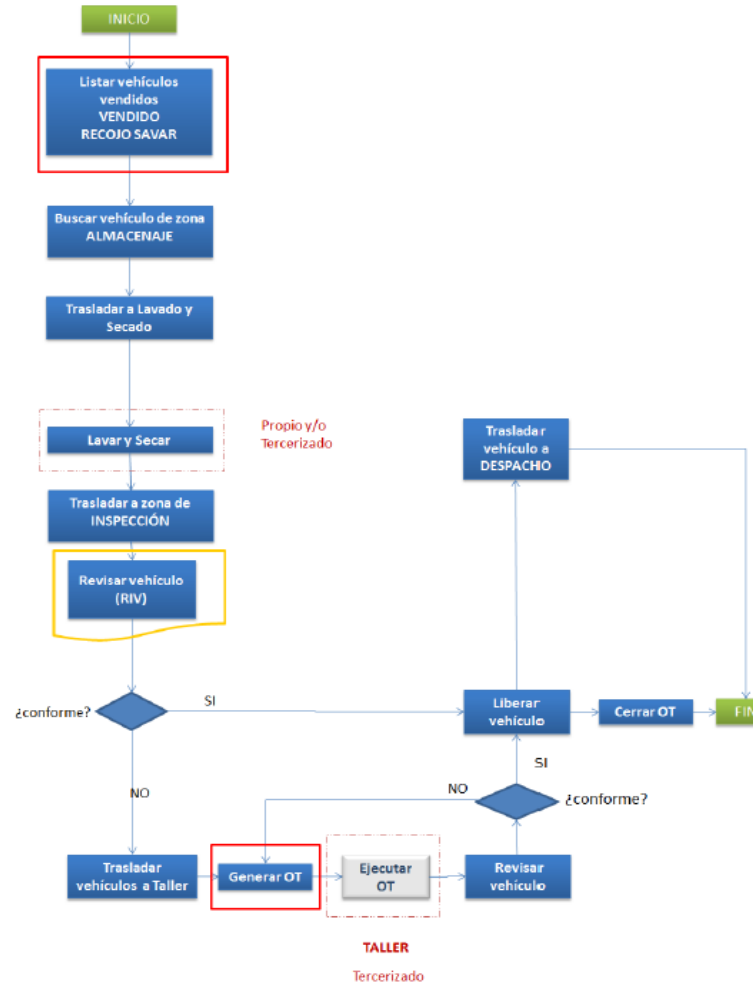 INICIO
Listar vehículos
vendidos
VENDIDO
RECOJO SAVAR
Buscar vehículo de zona
ALMACENAJE
Trasladar a Lavado y
Secado
Lavar y Secar
Propio y/o
Tercerizado
Trasladar a zona de
INSPECCIÓN
Revisar vehículo
(RIV)
¿conforme?
SI
NO
Trasladar
vehículos a Taller
Generar OT
Ejecutar
OT
TALLER
Tercerizado
Revisar
vehículo
¿conforme?
NO
SI
Liberar
vehículo
Trasladar
vehículo a
DESPACHO
Cerrar OT
FIN